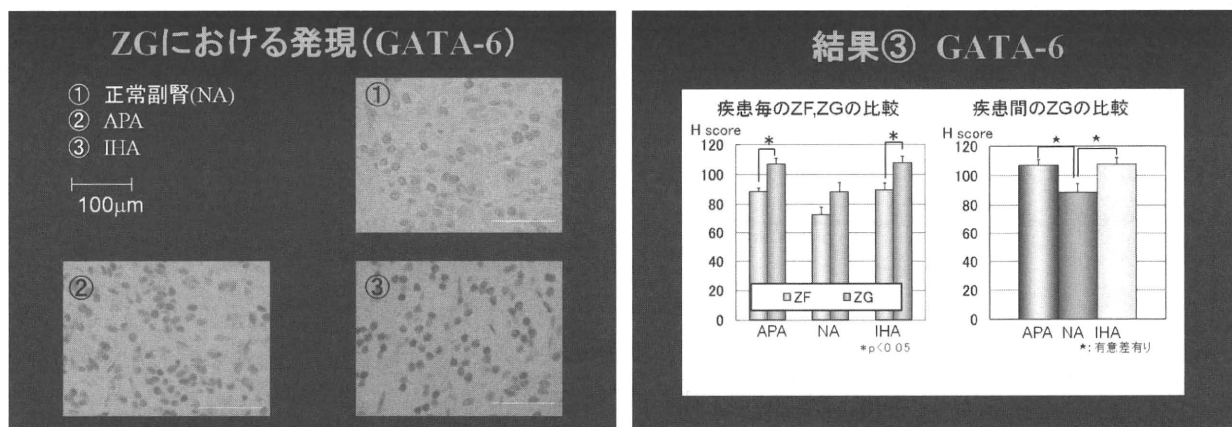 ZGにおける発現(GATA-6)
① 正常副腎(NA)
② APA
③ IHA
100μm
①
②
③
結果③ GATA-6
疾患毎のZF,ZGの比較
H score
120
100
80
60
40
20
0
*
*
ZF ZG
APA NA IHA
*p<0.05
疾患間のZGの比較
H score
120
100
80
60
40
20
0
* *
APA NA IHA
*:有意差有り